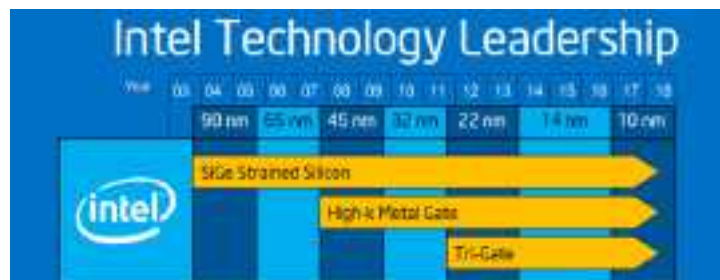 Intel Technology Leadership
Year 03 04 05 06 07 08 09 10 11 12 13 14 15 16 17 18
90 nm 65 nm 45 nm 32 nm 22 nm 14 nm 10 nm
SiGe Strained Silicon
intel
High-k Metal Gate
Tri-Gate